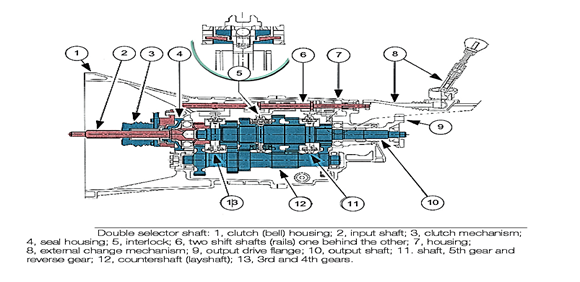 1 2 3 4 6 7 8
5
9
13 12 11 10
Double selector shaft: 1, clutch (bell) housing; 2, input shaft; 3, clutch mechanism;
4, seal housing; 5, interlock; 6, two shift shafts (rails) one behind the other; 7, housing;
8, external change mechanism; 9, output drive flange; 10, output shaft; 11. shaft, 5th gear and
reverse gear; 12, countershaft (layshaft); 13, 3rd and 4th gears.